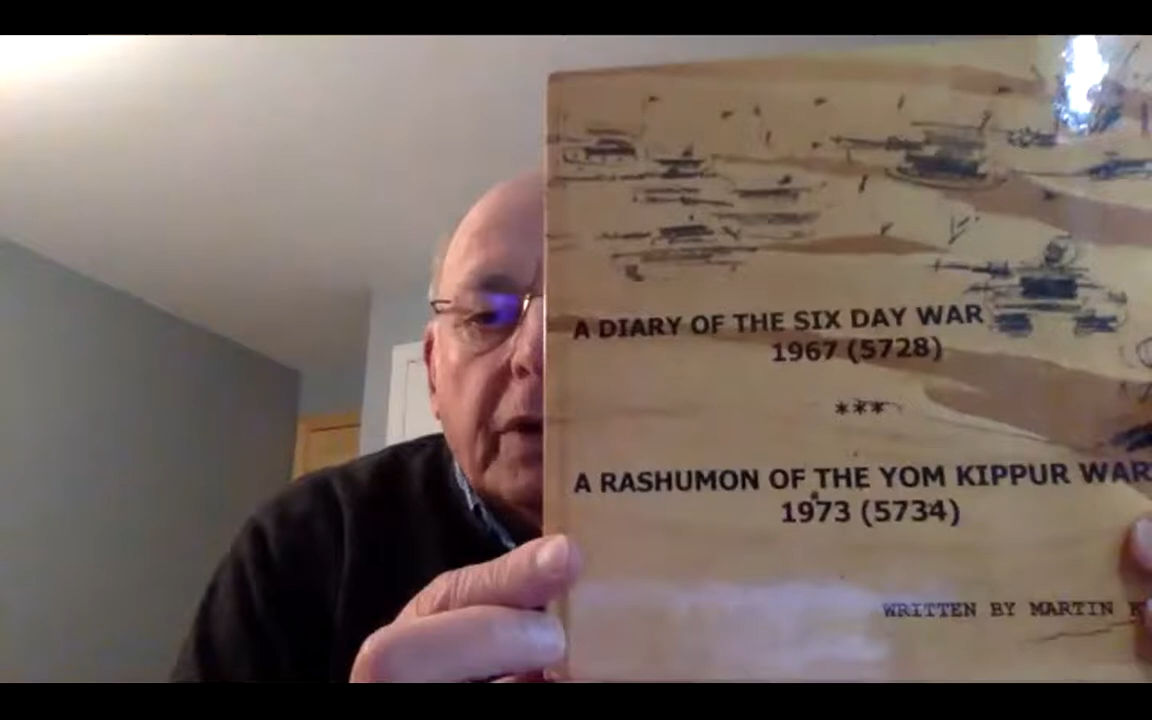 A DIARY OF THE SIX DAY WAR
1967 (5728)
***
A RASHUMON OF THE YOM KIPPUR WAR
1973 (5734)
WRITTEN BY MARTIN K